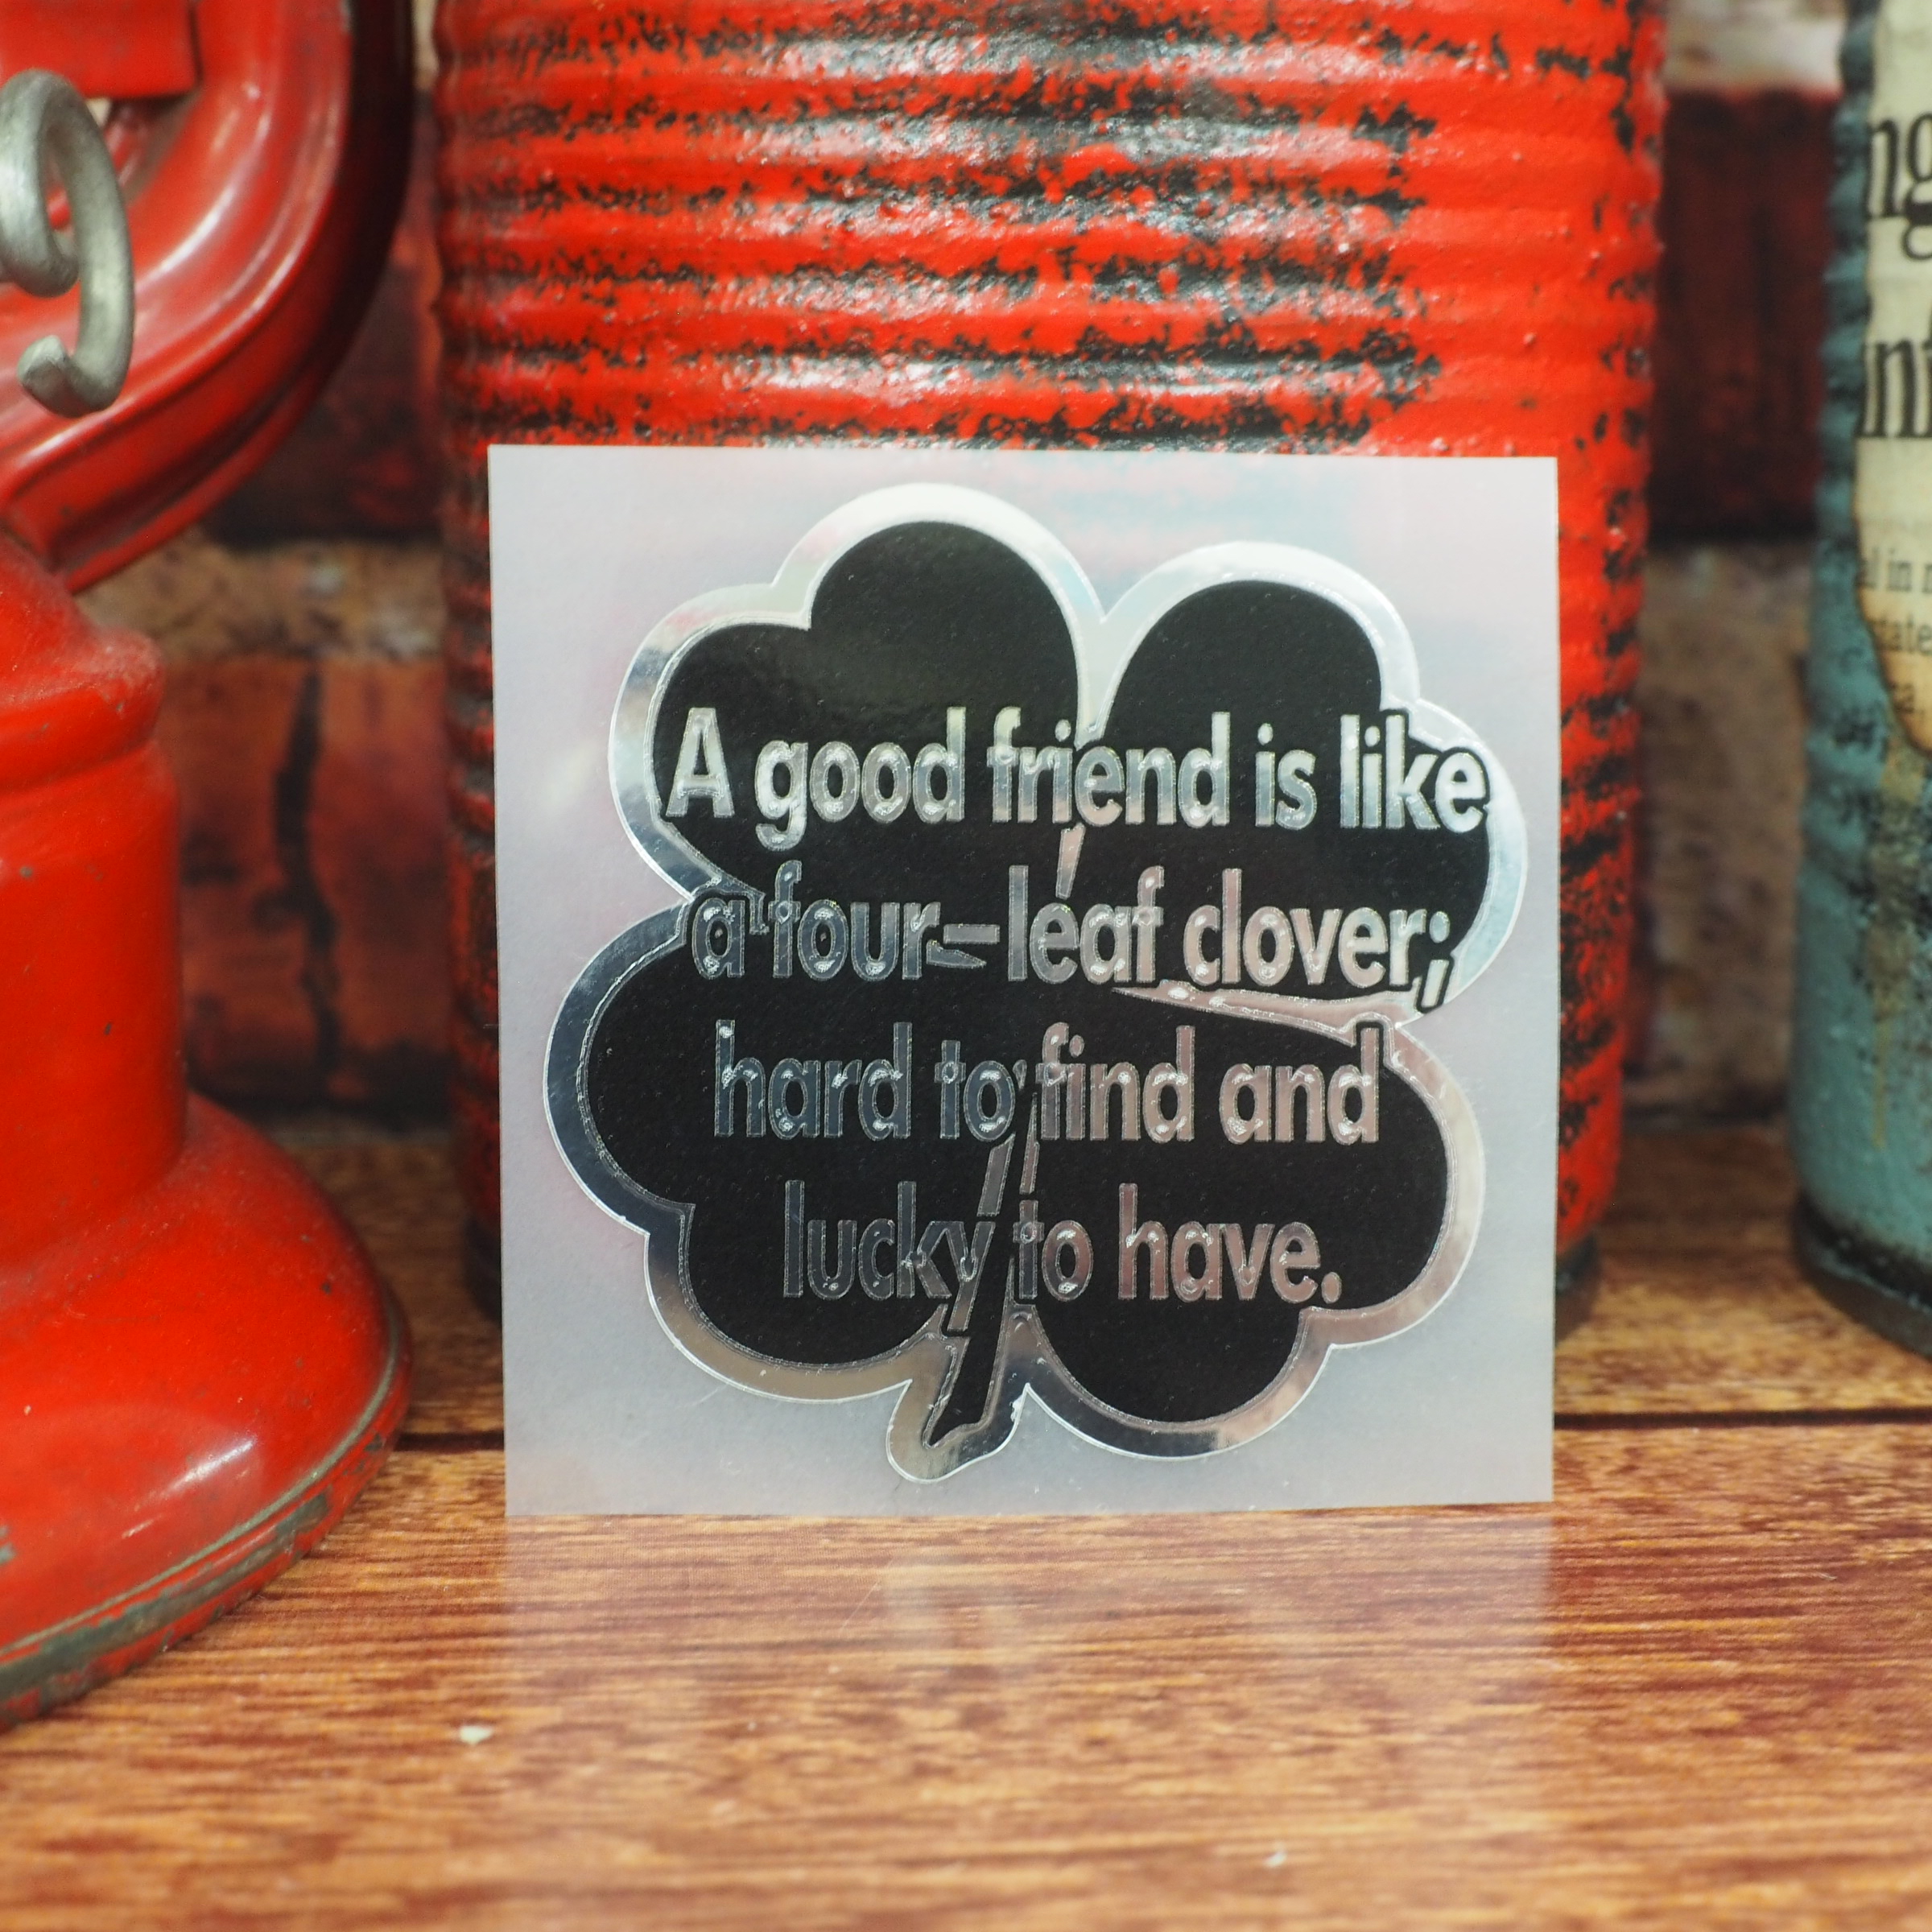 A good friend is like
a four-leaf clover;
hard to find and
lucky to have.